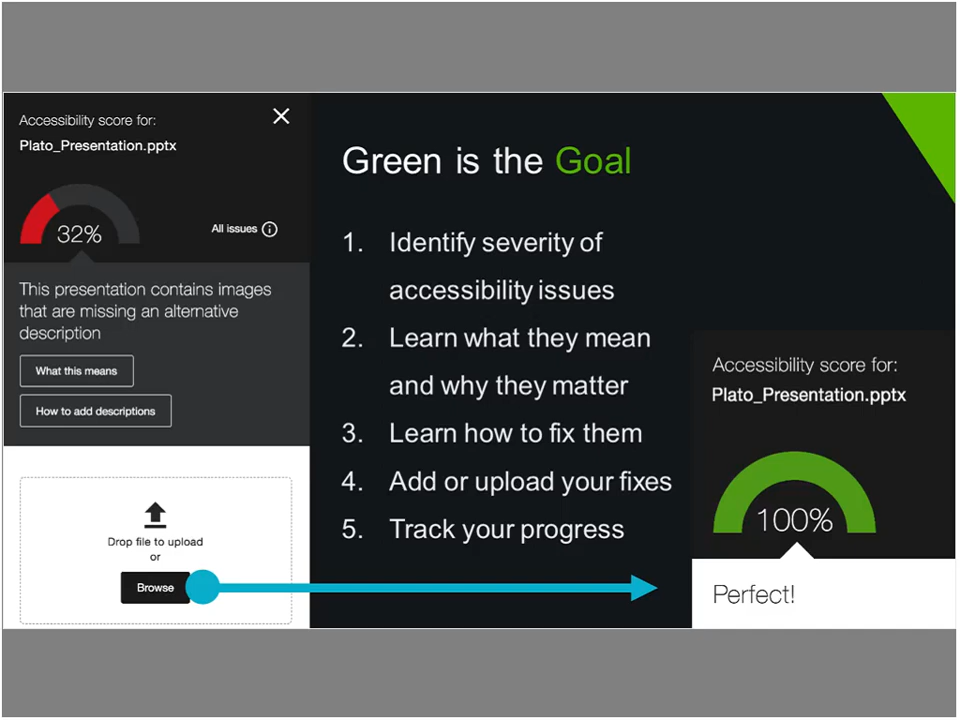 Accessibility score for:
Plato_Presentation.pptx
32%
All issues
This presentation contains images
that are missing an alternative
description
What this means
How to add descriptions
Drop file to upload
or
Browse
Green is the Goal
1. Identify severity of
accessibility issues
2. Learn what they mean
and why they matter
3. Learn how to fix them
4. Add or upload your fixes
5. Track your progress
Accessibility score for:
Plato_Presentation.pptx
100%
Perfect!